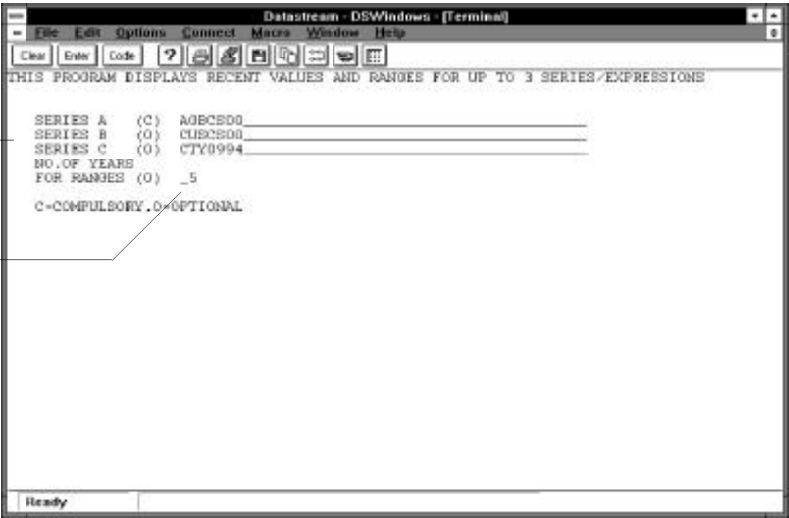 Datastream - DSWindows - [Terminal]
File Edit Options Connect Macro Window Help
Clear Enter Code ?
THIS PROGRAM DISPLAYS RECENT VALUES AND RANGES FOR UP TO 3 SERIES/EXPRESSIONS
SERIES A (C) AGBCS00
SERIES B (O) CUSCS00
SERIES C (O) CTY0994
NO.OF YEARS
FOR RANGES (O) _5
C=COMPULSORY.O=OPTIONAL
Ready